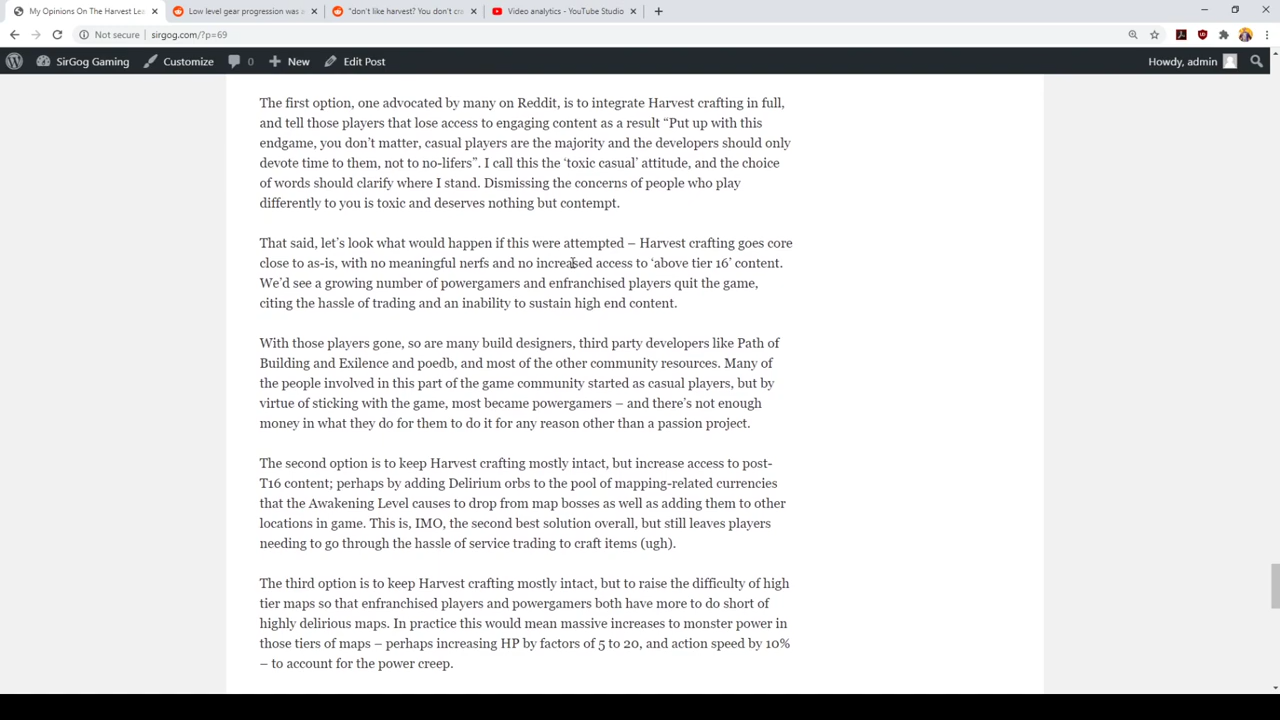 My Opinions On The Harvest Lea
Low level gear progression was a
"don't like harvest? You don't cr
Video analytics - YouTube Studio
Not secure | sirgog.com/?p=69
SirGog Gaming
Customize
0
New
Edit Post
Howdy, admin
The first option, one advocated by many on Reddit, is to integrate Harvest crafting in full,
and tell those players that lose access to engaging content as a result “Put up with this
endgame, you don’t matter, casual players are the majority and the developers should only
devote time to them, not to no-lifers”. I call this the ‘toxic casual’ attitude, and the choice
of words should clarify where I stand. Dismissing the concerns of people who play
differently to you is toxic and deserves nothing but contempt.
That said, let’s look what would happen if this were attempted – Harvest crafting goes core
close to as-is, with no meaningful nerfs and no increased access to ‘above tier 16’ content.
We’d see a growing number of powergamers and enfranchised players quit the game,
citing the hassle of trading and an inability to sustain high end content.
With those players gone, so are many build designers, third party developers like Path of
Building and Exilence and poedb, and most of the other community resources. Many of
the people involved in this part of the game community started as casual players, but by
virtue of sticking with the game, most became powergamers – and there’s not enough
money in what they do for them to do it for any reason other than a passion project.
The second option is to keep Harvest crafting mostly intact, but increase access to post-
T16 content; perhaps by adding Delirium orbs to the pool of mapping-related currencies
that the Awakening Level causes to drop from map bosses as well as adding them to other
locations in game. This is, IMO, the second best solution overall, but still leaves players
needing to go through the hassle of service trading to craft items (ugh).
The third option is to keep Harvest crafting mostly intact, but to raise the difficulty of high
tier maps so that enfranchised players and powergamers both have more to do short of
highly delirious maps. In practice this would mean massive increases to monster power in
those tiers of maps – perhaps increasing HP by factors of 5 to 20, and action speed by 10%
– to account for the power creep.